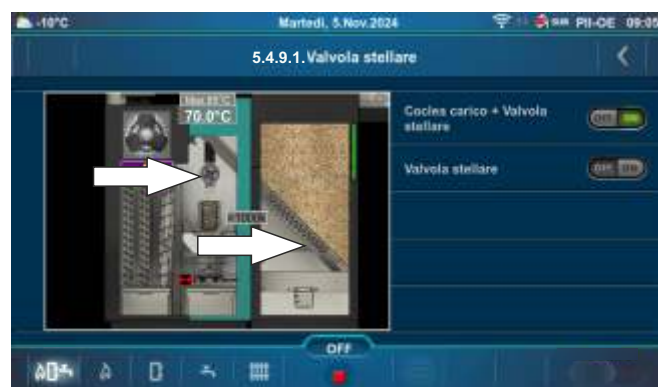 -10°C Martedì, 5.Nov.2024 PII-OE 09:05
5.4.9.1. Valvola stellare
70.0°C
Coclea carico + Valvola
stellare
OFF
Valvola stellare
OFF ON
OFF